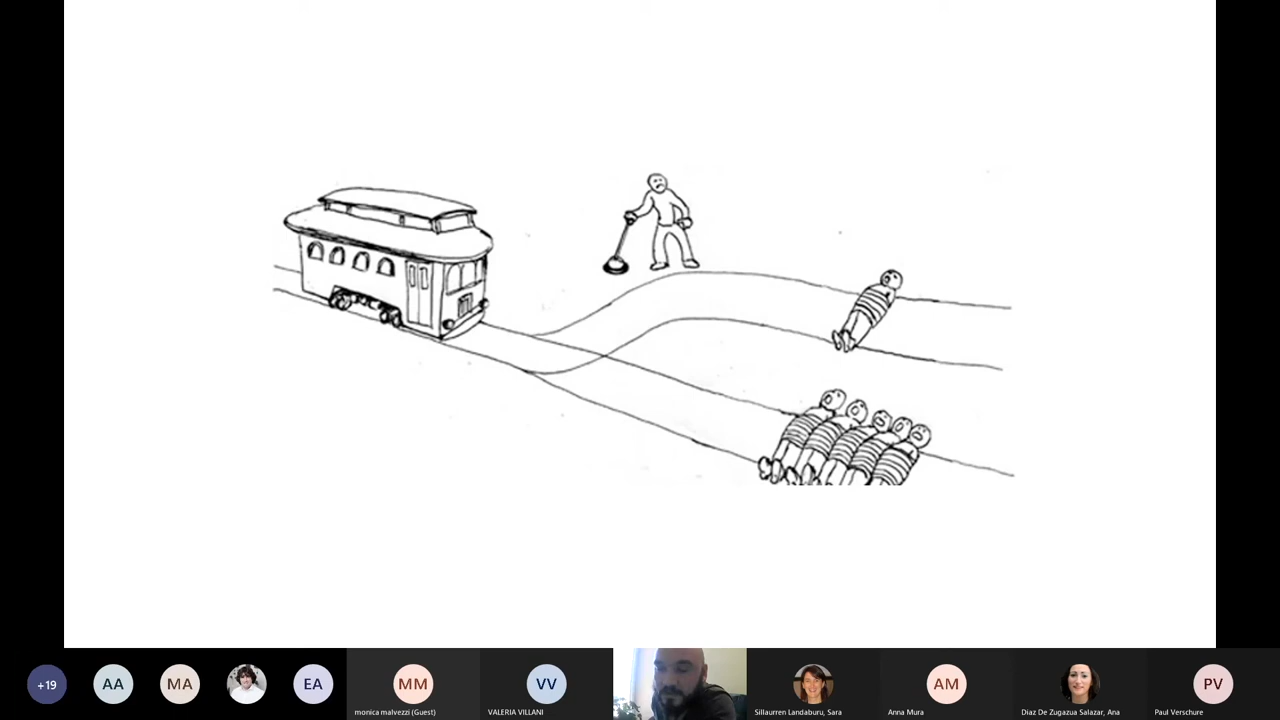 +19
AA
MA
EA
MM
monica malvezzi (Guest)
VV
VALERIA VILLANI
Sillaurren Landaburu, Sara
AM
Anna Mura
Diaz De Zugazua Salazar, Ana
PV
Paul Verschure